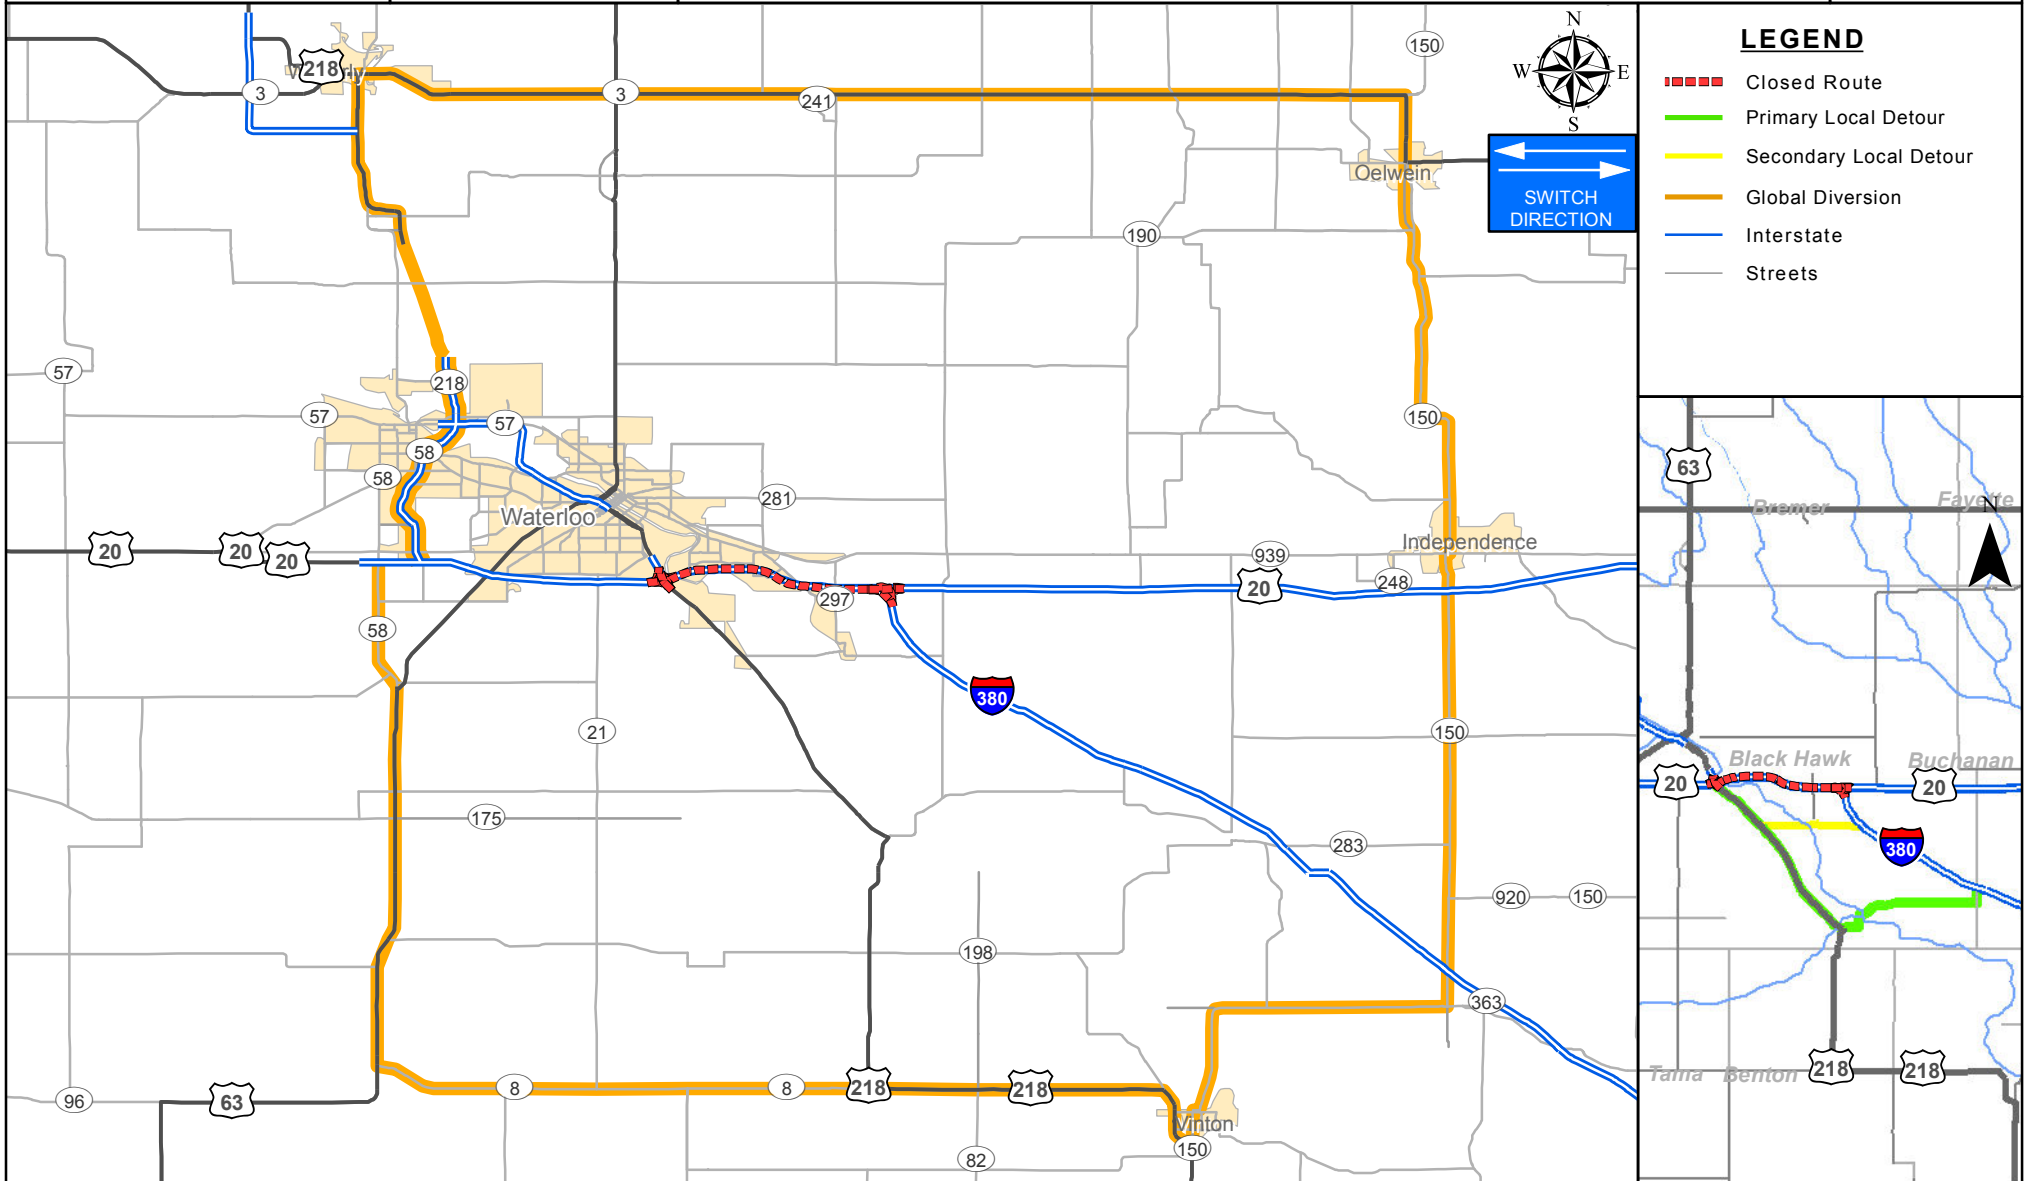 218
3
3
241
150
N
W
E
S
Oelwein
SWITCH
DIRECTION
190
57
218
57
57
150
58
58
281
Waterloo
20
20
20
939
Independence
20
248
297
58
380
21
150
175
283
920
150
198
363
8
8
218
218
96
63
Vinton
150
82
LEGEND
Closed Route
Primary Local Detour
Secondary Local Detour
Global Diversion
Interstate
Streets
63
Bremer
Fayette
N
Black Hawk
Buchanan
20
20
380
Tama
Benton
218
218